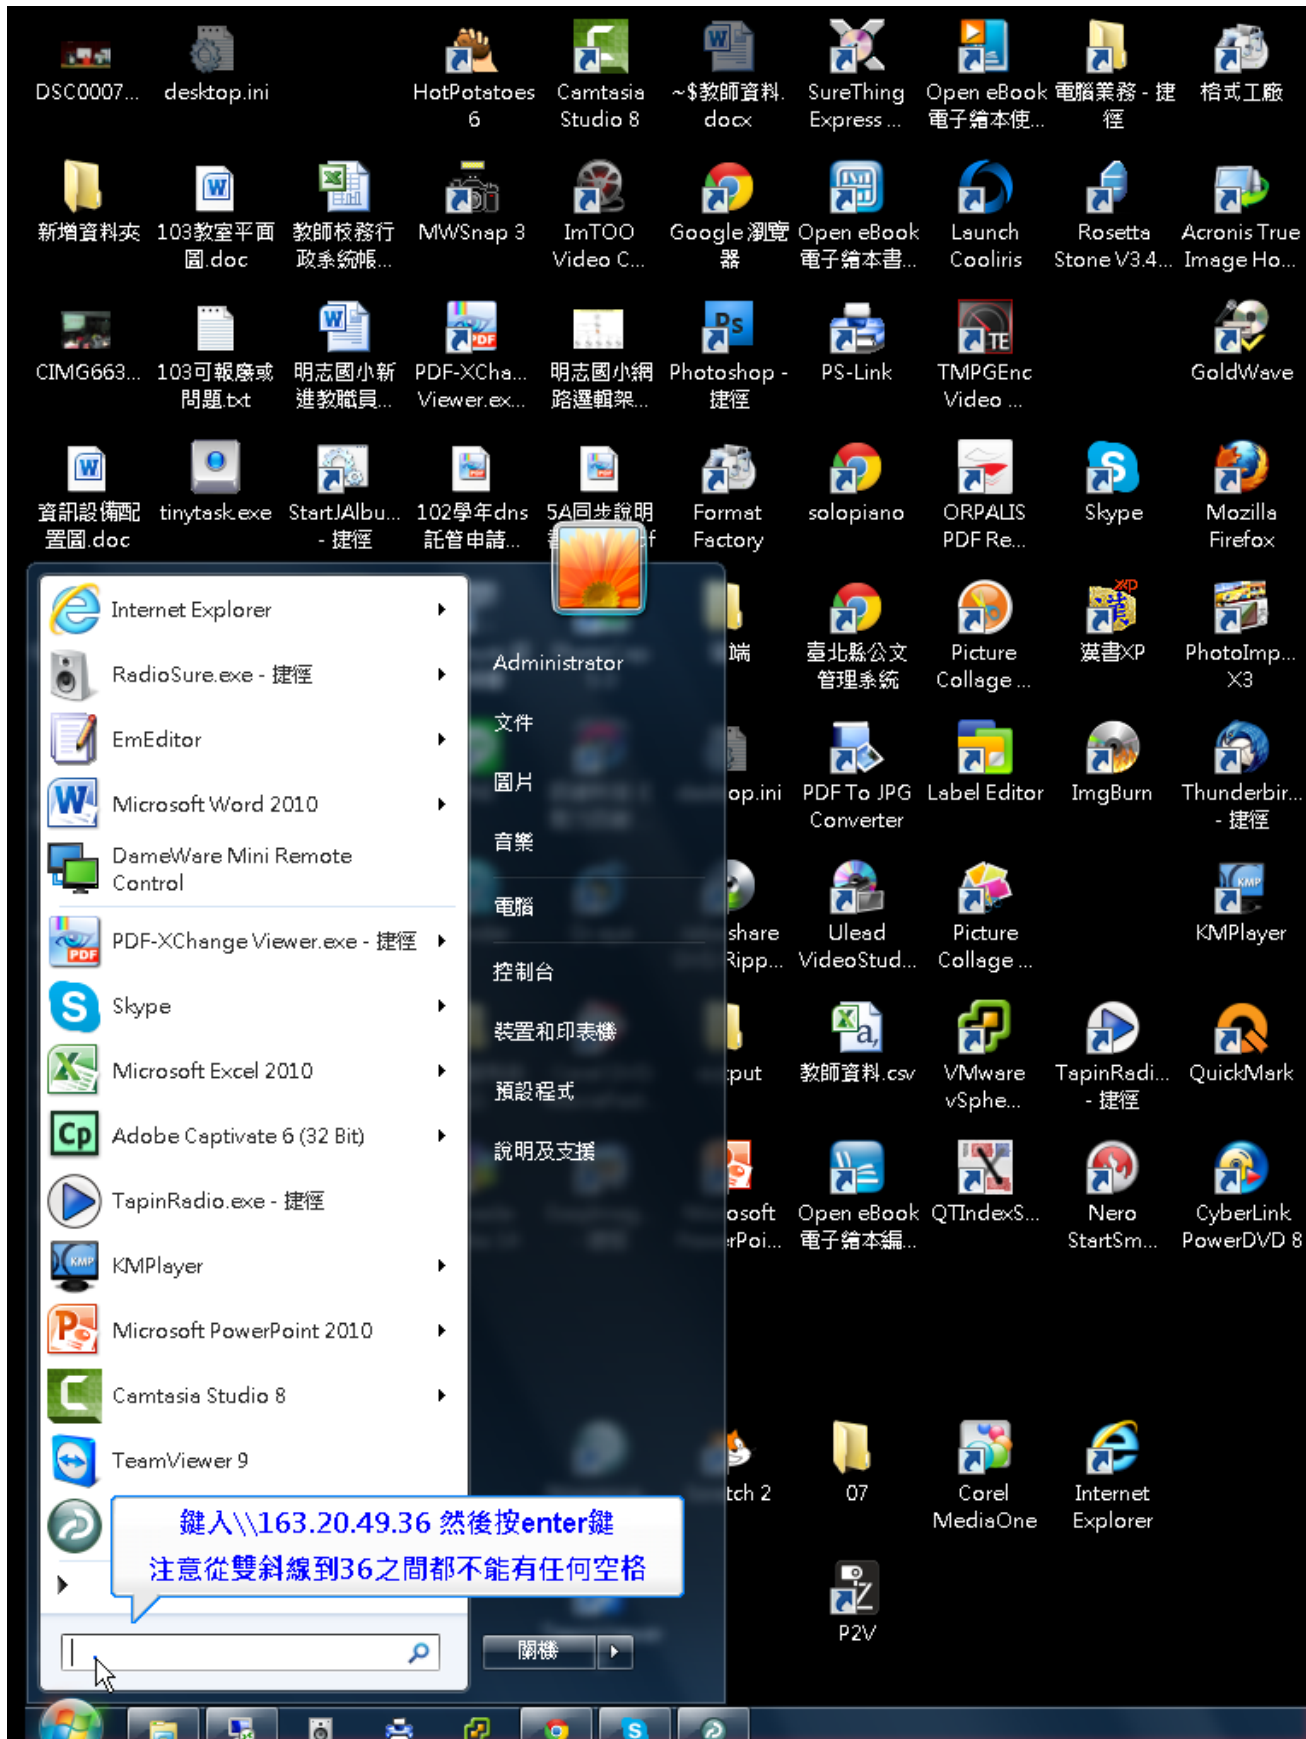 DSC0007...
desktop.ini
HotPotatoes
6
Camtasia
Studio 8
~$教師資料.
docx
SureThing
Express ...
Open eBook
電子繪本使...
電腦業務 - 捷
徑
格式工廠
新增資料夾
103教室平面
圖.doc
教師校務行
政系統帳...
MWSnap 3
ImTOO
Video C...
Google 瀏覽
器
Open eBook
電子繪本書...
Launch
Cooliris
Rosetta
Stone V3.4...
Acronis True
Image Ho...
CIMG663...
103可報廢或
問題.txt
明志國小新
進教職員...
PDF-XCha...
Viewer.ex...
明志國小網
路邏輯架...
Photoshop -
捷徑
PS-Link
TMPGEnc
Video ...
GoldWave
資訊設備配
置圖.doc
tinytask.exe
StartJAlbu...
- 捷徑
102學年dns
託管申請...
5A同步說明
Format
Factory
solopiano
ORPALIS
PDF Re...
Skype
Mozilla
Firefox
端
臺北縣公文
管理系統
Picture
Collage ...
漢書XP
PhotoImp...
X3
op.ini
PDF To JPG
Converter
Label Editor
ImgBurn
Thunderbir...
- 捷徑
share
Ripp...
Ulead
VideoStud...
Picture
Collage ...
KMPlayer
put
教師資料.csv
VMware
vSphe...
TapinRadi...
- 捷徑
QuickMark
osoft
rPoi...
Open eBook
電子繪本編...
QTIndexS...
Nero
StartSm...
CyberLink
PowerDVD 8
tch 2
07
Corel
MediaOne
Internet
Explorer
P2V
Internet Explorer
RadioSure.exe - 捷徑
EmEditor
Microsoft Word 2010
DameWare Mini Remote
Control
PDF-XChange Viewer.exe - 捷徑
Skype
Microsoft Excel 2010
Adobe Captivate 6 (32 Bit)
TapinRadio.exe - 捷徑
KMPlayer
Microsoft PowerPoint 2010
Camtasia Studio 8
TeamViewer 9
Administrator
文件
圖片
音樂
電腦
控制台
裝置和印表機
預設程式
說明及支援
鍵入\\163.20.49.36 然後按enter鍵
注意從雙斜線到36之間都不能有任何空格
關機